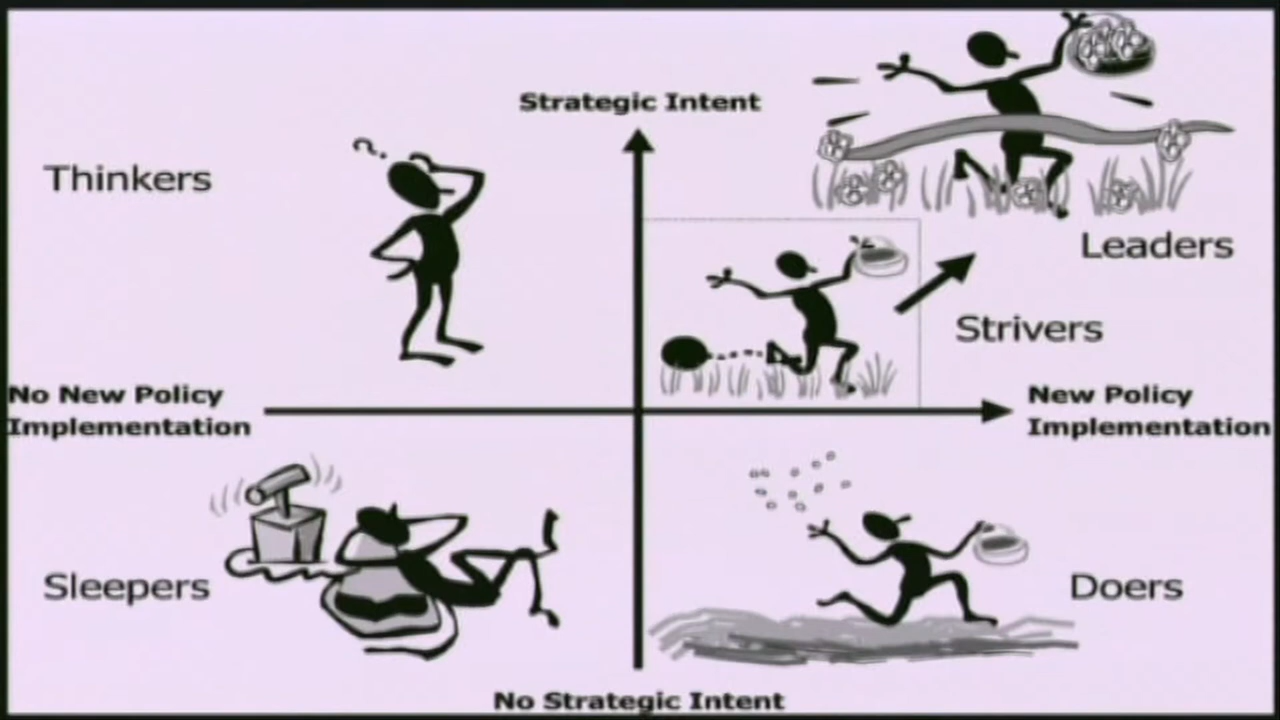 Strategic Intent
Thinkers
Leaders
Strivers
No New Policy
Implementation
New Policy
Implementation
Sleepers
Doers
No Strategic Intent